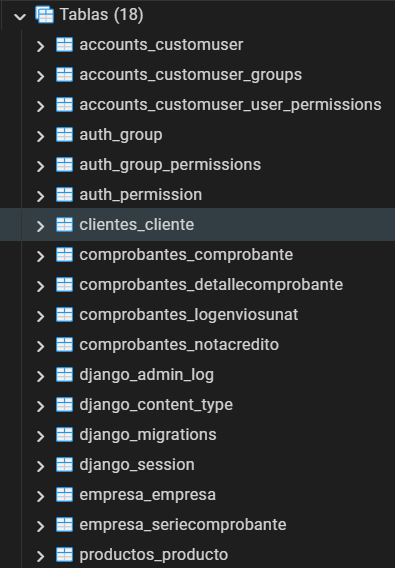 Tablas (18)
accounts_customuser
accounts_customuser_groups
accounts_customuser_user_permissions
auth_group
auth_group_permissions
auth_permission
clientes_cliente
comprobantes_comprobante
comprobantes_detallecomprobante
comprobantes_logenviosunat
comprobantes_notacredito
django_admin_log
django_content_type
django_migrations
django_session
empresa_empresa
empresa_seriecomprobante
productos_producto